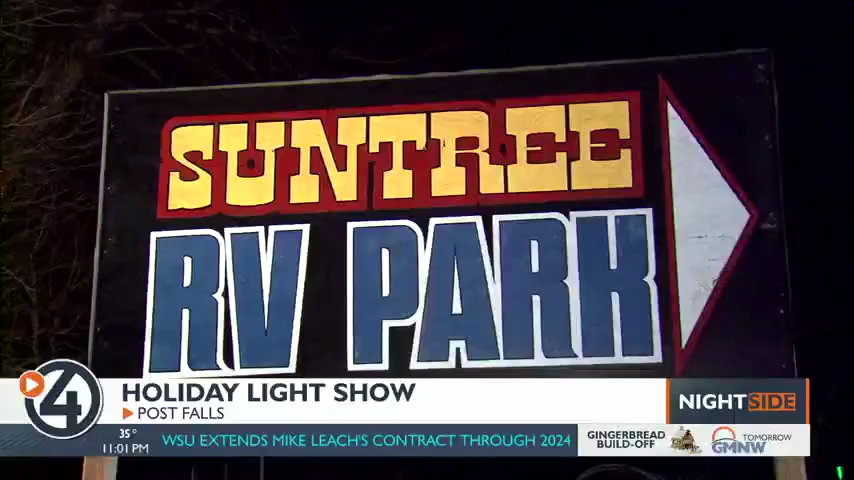 SUNTREE
RV PARK
4
HOLIDAY LIGHT SHOW
POST FALLS
NIGHTSIDE
35°
11:01 PM
WSU EXTENDS MIKE LEACH'S CONTRACT THROUGH 2024
GINGERBREAD
BUILD-OFF
TOMORROW
GMNW